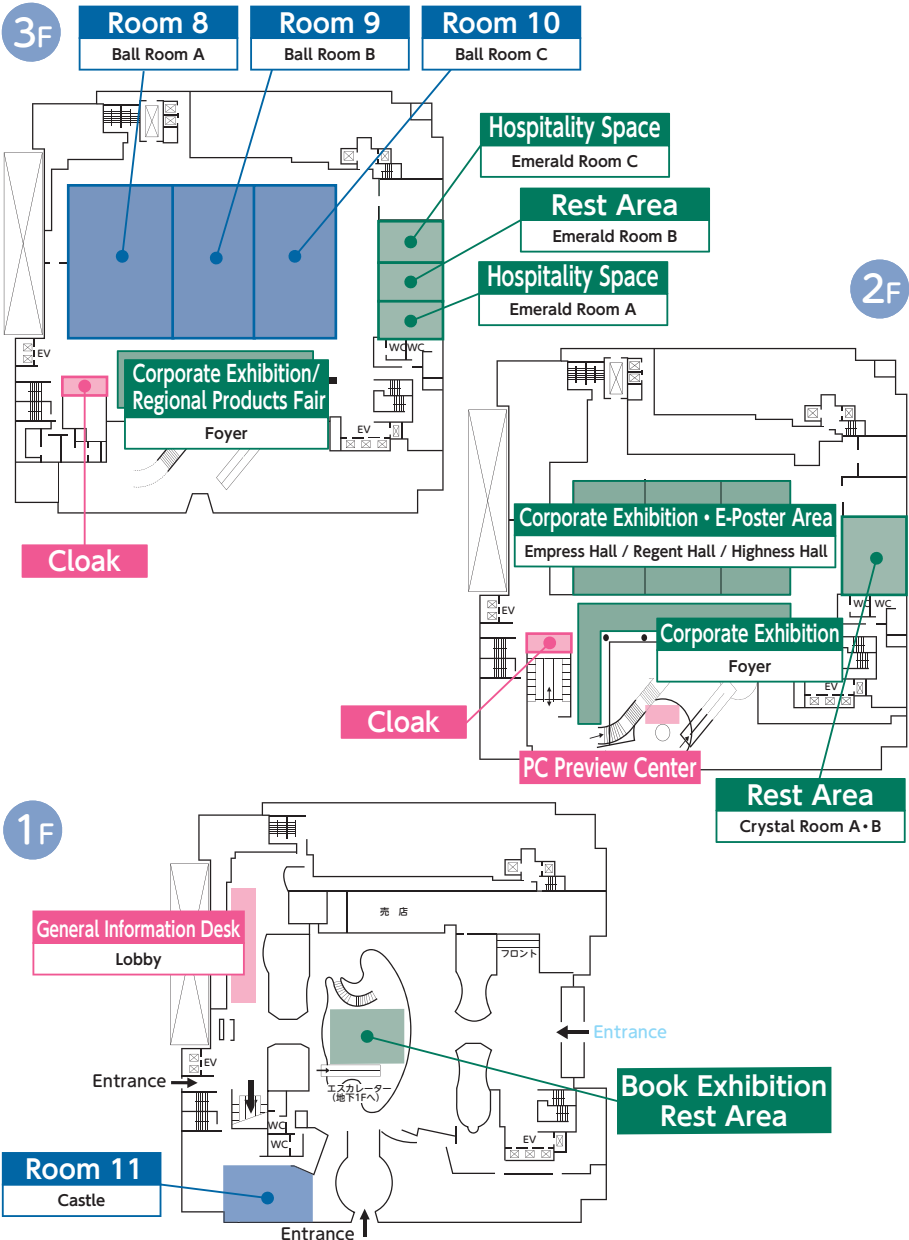 3F
Room 8
Ball Room A
Room 9
Ball Room B
Room 10
Ball Room C
Hospitality Space
Emerald Room C
Rest Area
Emerald Room B
Hospitality Space
Emerald Room A
EV
WC WC
Corporate Exhibition/
Regional Products Fair
Foyer
EV
Cloak
2F
Corporate Exhibition・E-Poster Area
Empress Hall / Regent Hall / Highness Hall
EV
WC WC
Corporate Exhibition
Foyer
EV
Cloak
PC Preview Center
Rest Area
Crystal Room A・B
1F
売店
General Information Desk
Lobby
フロント
Entrance
EV
Entrance
エスカレーター
(地下1Fへ)
Book Exhibition
Rest Area
WC
WC
EV
Room 11
Castle
Entrance